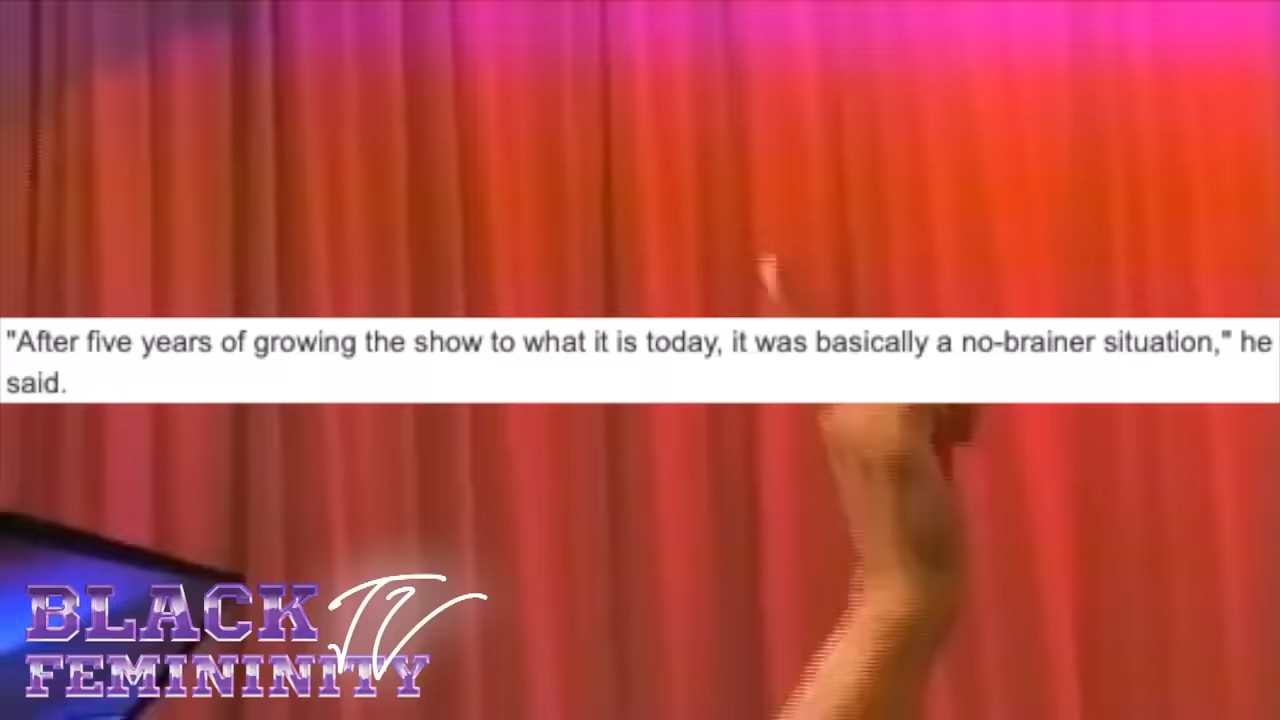 "After five years of growing the show to what it is today, it was basically a no-brainer situation," he
said.
BLACK TV
FEMININITY